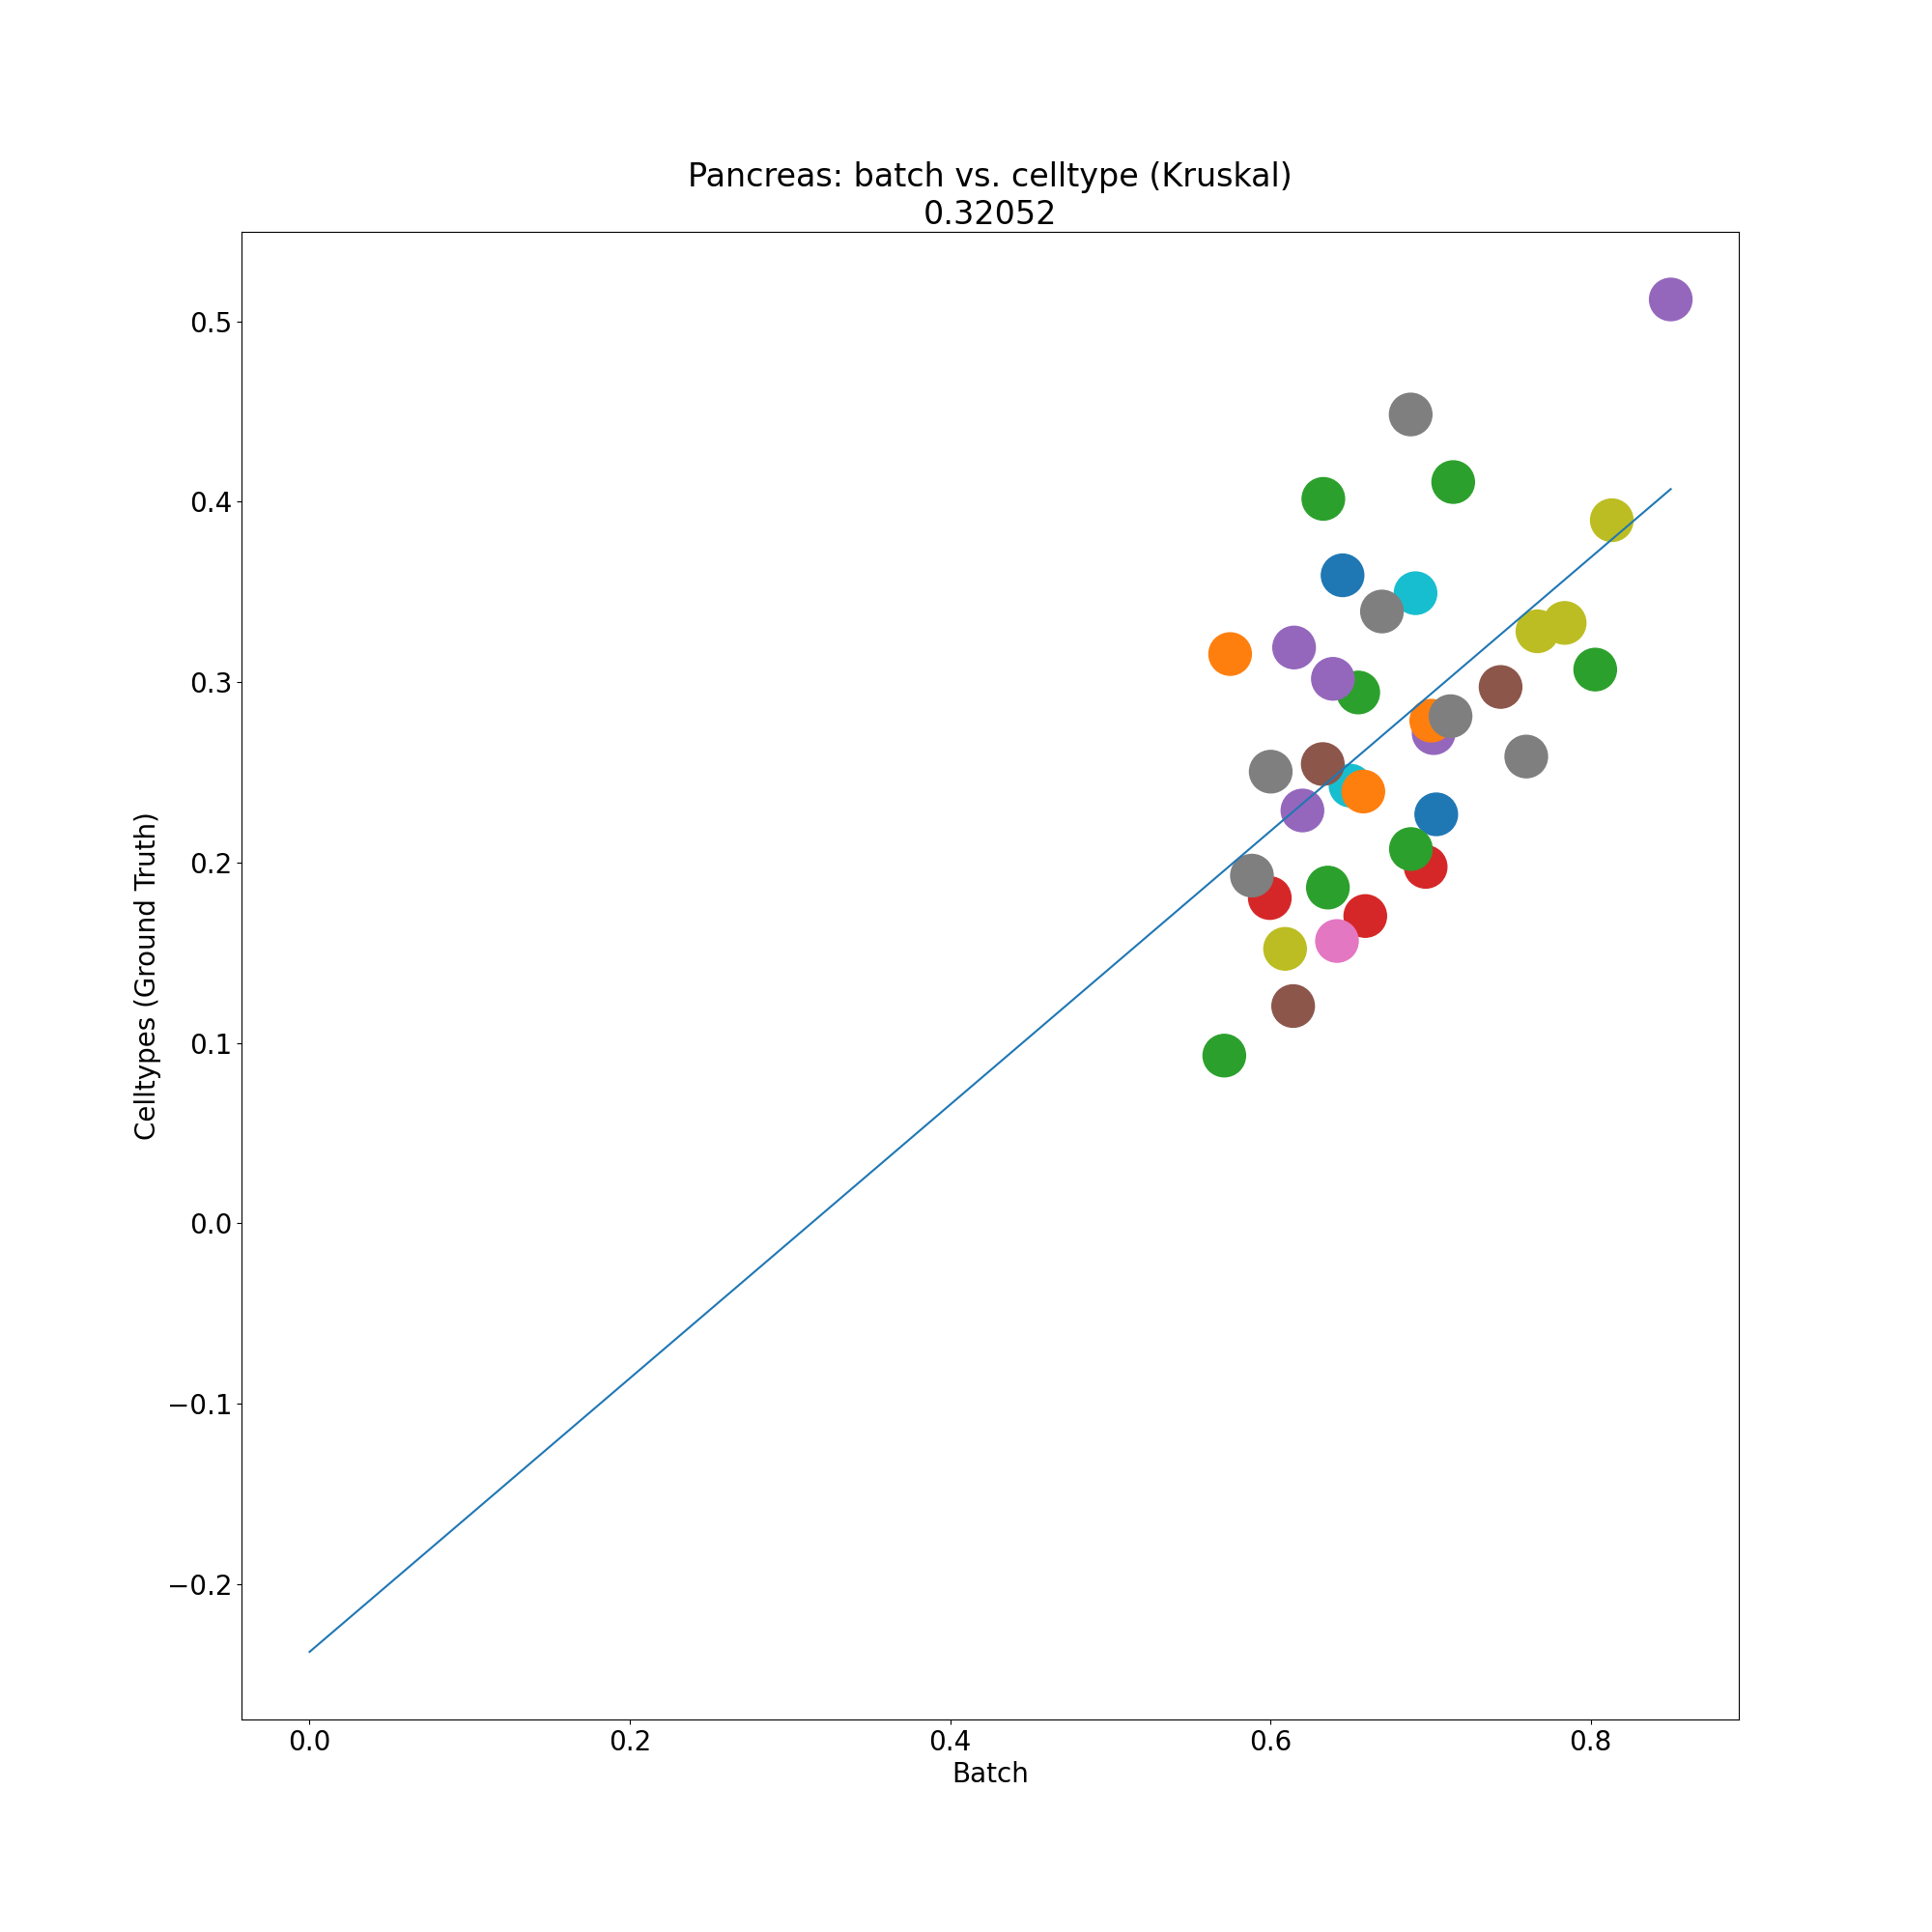 Pancreas: batch vs. celltype (Kruskal)
0.32052
0.5
0.4
0.3
0.2
0.1
0.0
−0.1
−0.2
Celltypes (Ground Truth)
0.0 0.2 0.4 0.6 0.8
Batch